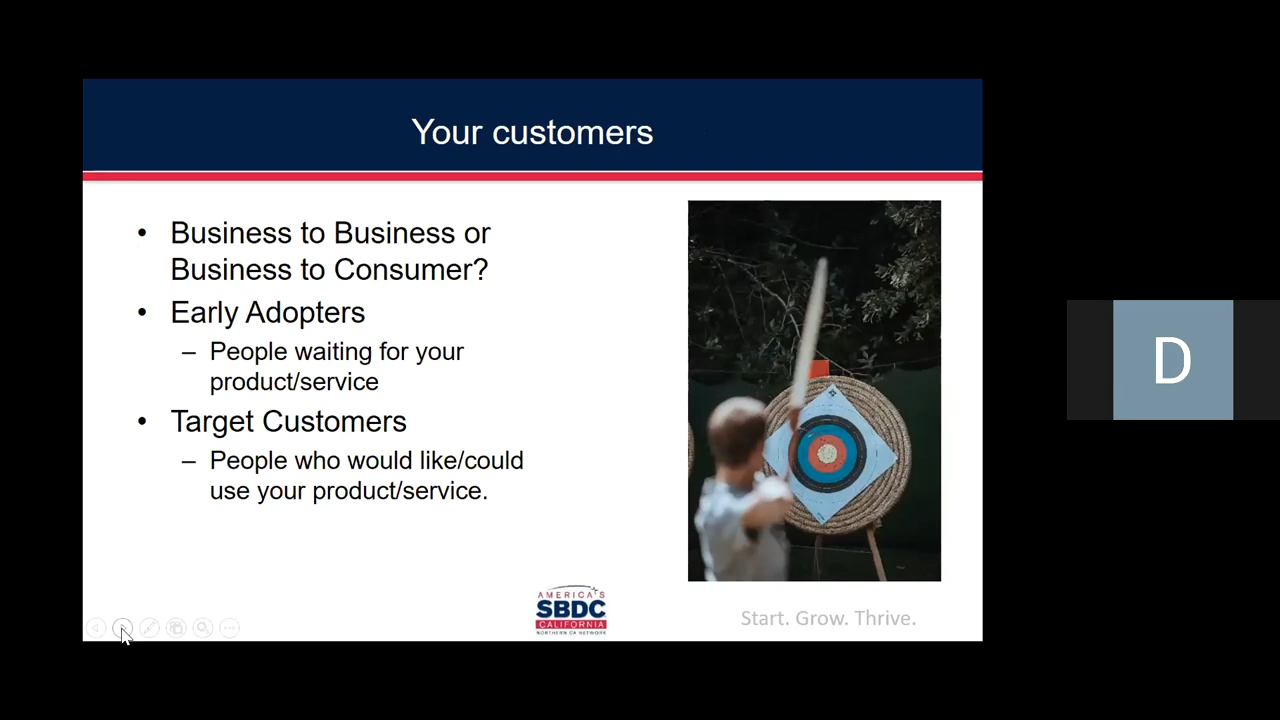 Your customers
• Business to Business or
Business to Consumer?
• Early Adopters
– People waiting for your
product/service
• Target Customers
– People who would like/could
use your product/service.
AMERICA'S
SBDC
CALIFORNIA
NORTHERN CA NETWORK
Start. Grow. Thrive.
D